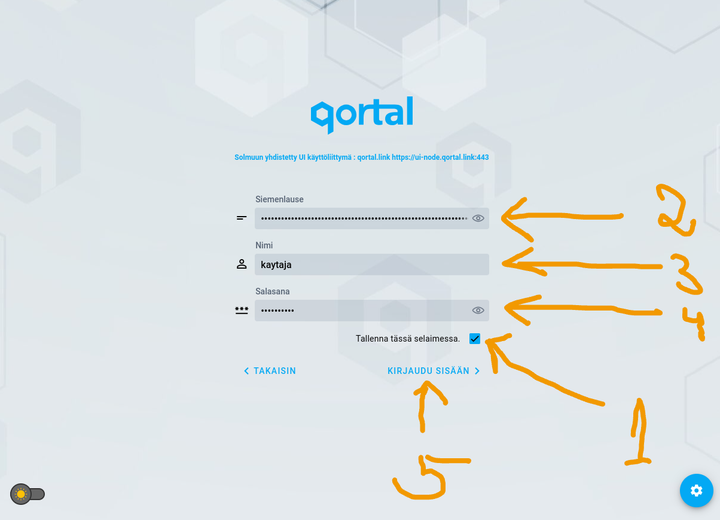 qortal
Solmuun yhdistetty UI käyttöliittymä : qortal.link https://ui-node.qortal.link:443
Siemenlause
2
Nimi
kaytaja
3
Salasana
4
Tallenna tässä selaimessa.
1
TAKAISIN
KIRJAUDU SISÄÄN
5